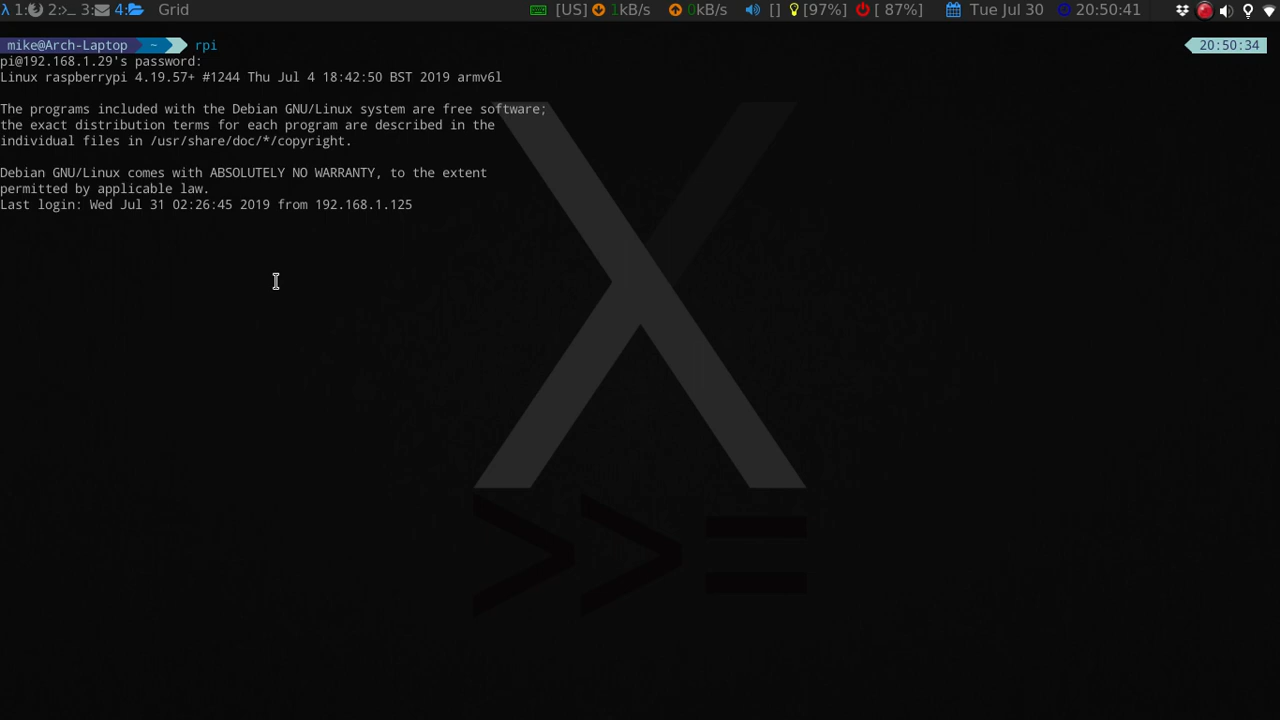 λ 1: 2:>_ 3: 4: Grid [US] 1kB/s 0kB/s [] [97%] [ 87%] Tue Jul 30 20:50:41
mike@Arch-Laptop ~ rpi 20:50:34
pi@192.168.1.29's password:
Linux raspberrypi 4.19.57+ #1244 Thu Jul 4 18:42:50 BST 2019 armv6l
The programs included with the Debian GNU/Linux system are free software;
the exact distribution terms for each program are described in the
individual files in /usr/share/doc/*/copyright.
Debian GNU/Linux comes with ABSOLUTELY NO WARRANTY, to the extent
permitted by applicable law.
Last login: Wed Jul 31 02:26:45 2019 from 192.168.1.125
X
>>=